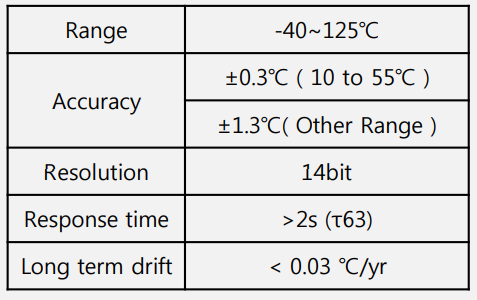 Range -40~125℃
Accuracy ±0.3℃ ( 10 to 55℃ )
±1.3℃( Other Range )
Resolution 14bit
Response time >2s (τ63)
Long term drift < 0.03 ℃/yr